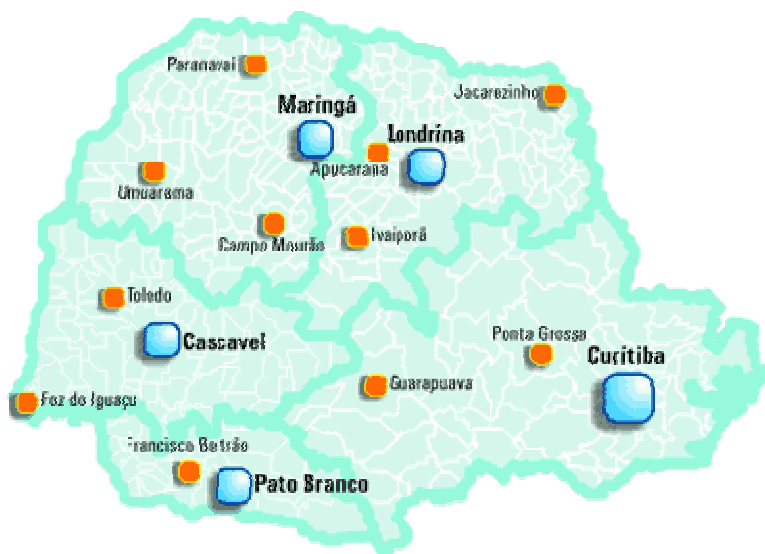 Paranavaí
Jacarezinho
Maringá
Londrina
Apucarana
Umuarama
Campo Mourão
Ivaiporã
Toledo
Cascavel
Ponta Grossa
Curitiba
Guarapuava
Foz do Iguaçu
Francisco Beltrão
Pato Branco